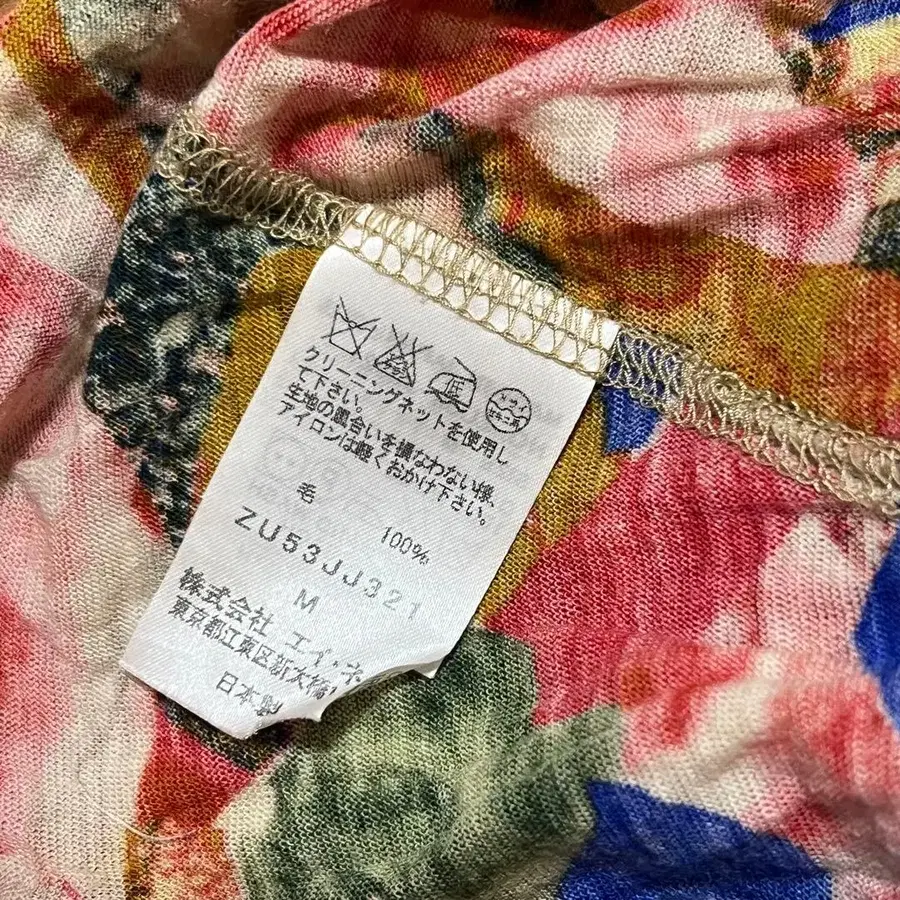 クリーニングネットを使用し
て下さい。
生地の風合いを損なわない様、
アイロンは軽くおかけ下さい。
毛 100%
ZU53JJ321
M
株式会社 エイ・ネ
東京都江東区新大橋
日本製